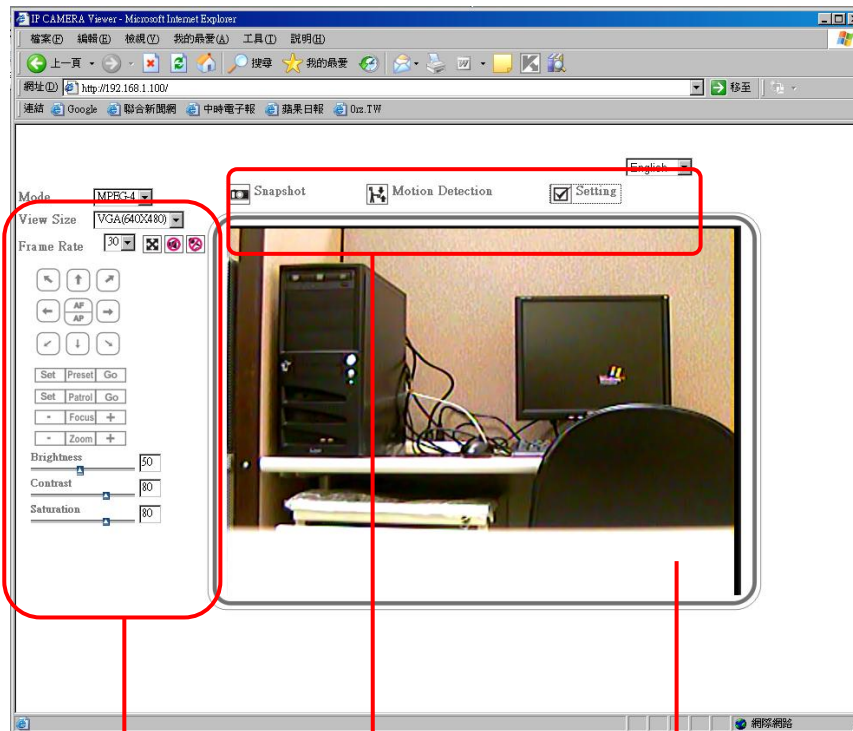 IP CAMERA Viewer - Microsoft Internet Explorer
檔案(F) 編輯(E) 檢視(V) 我的最愛(A) 工具(T) 說明(H)
上一頁 搜尋 我的最愛
網址(D) http://192.168.1.100/ 移至
連結 Google 聯合新聞網 中時電子報 蘋果日報 0rz.TW
English
Mode MPEG-4 Snapshot Motion Detection Setting
View Size VGA(640X480)
Frame Rate 30
AF
AP
Set Preset Go
Set Patrol Go
- Focus +
- Zoom +
Brightness 50
Contrast 80
Saturation 80
網際網路